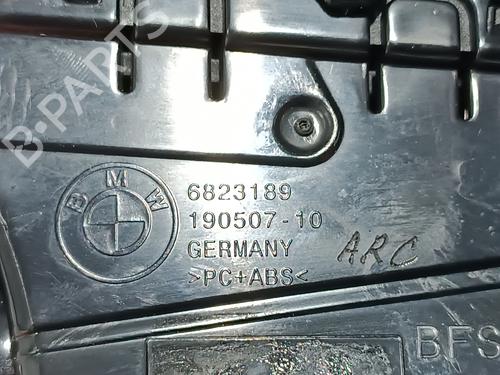 B-PARTS
BMW
6823189
190507-10
GERMANY
>PC+ABS<
ARC
BFS